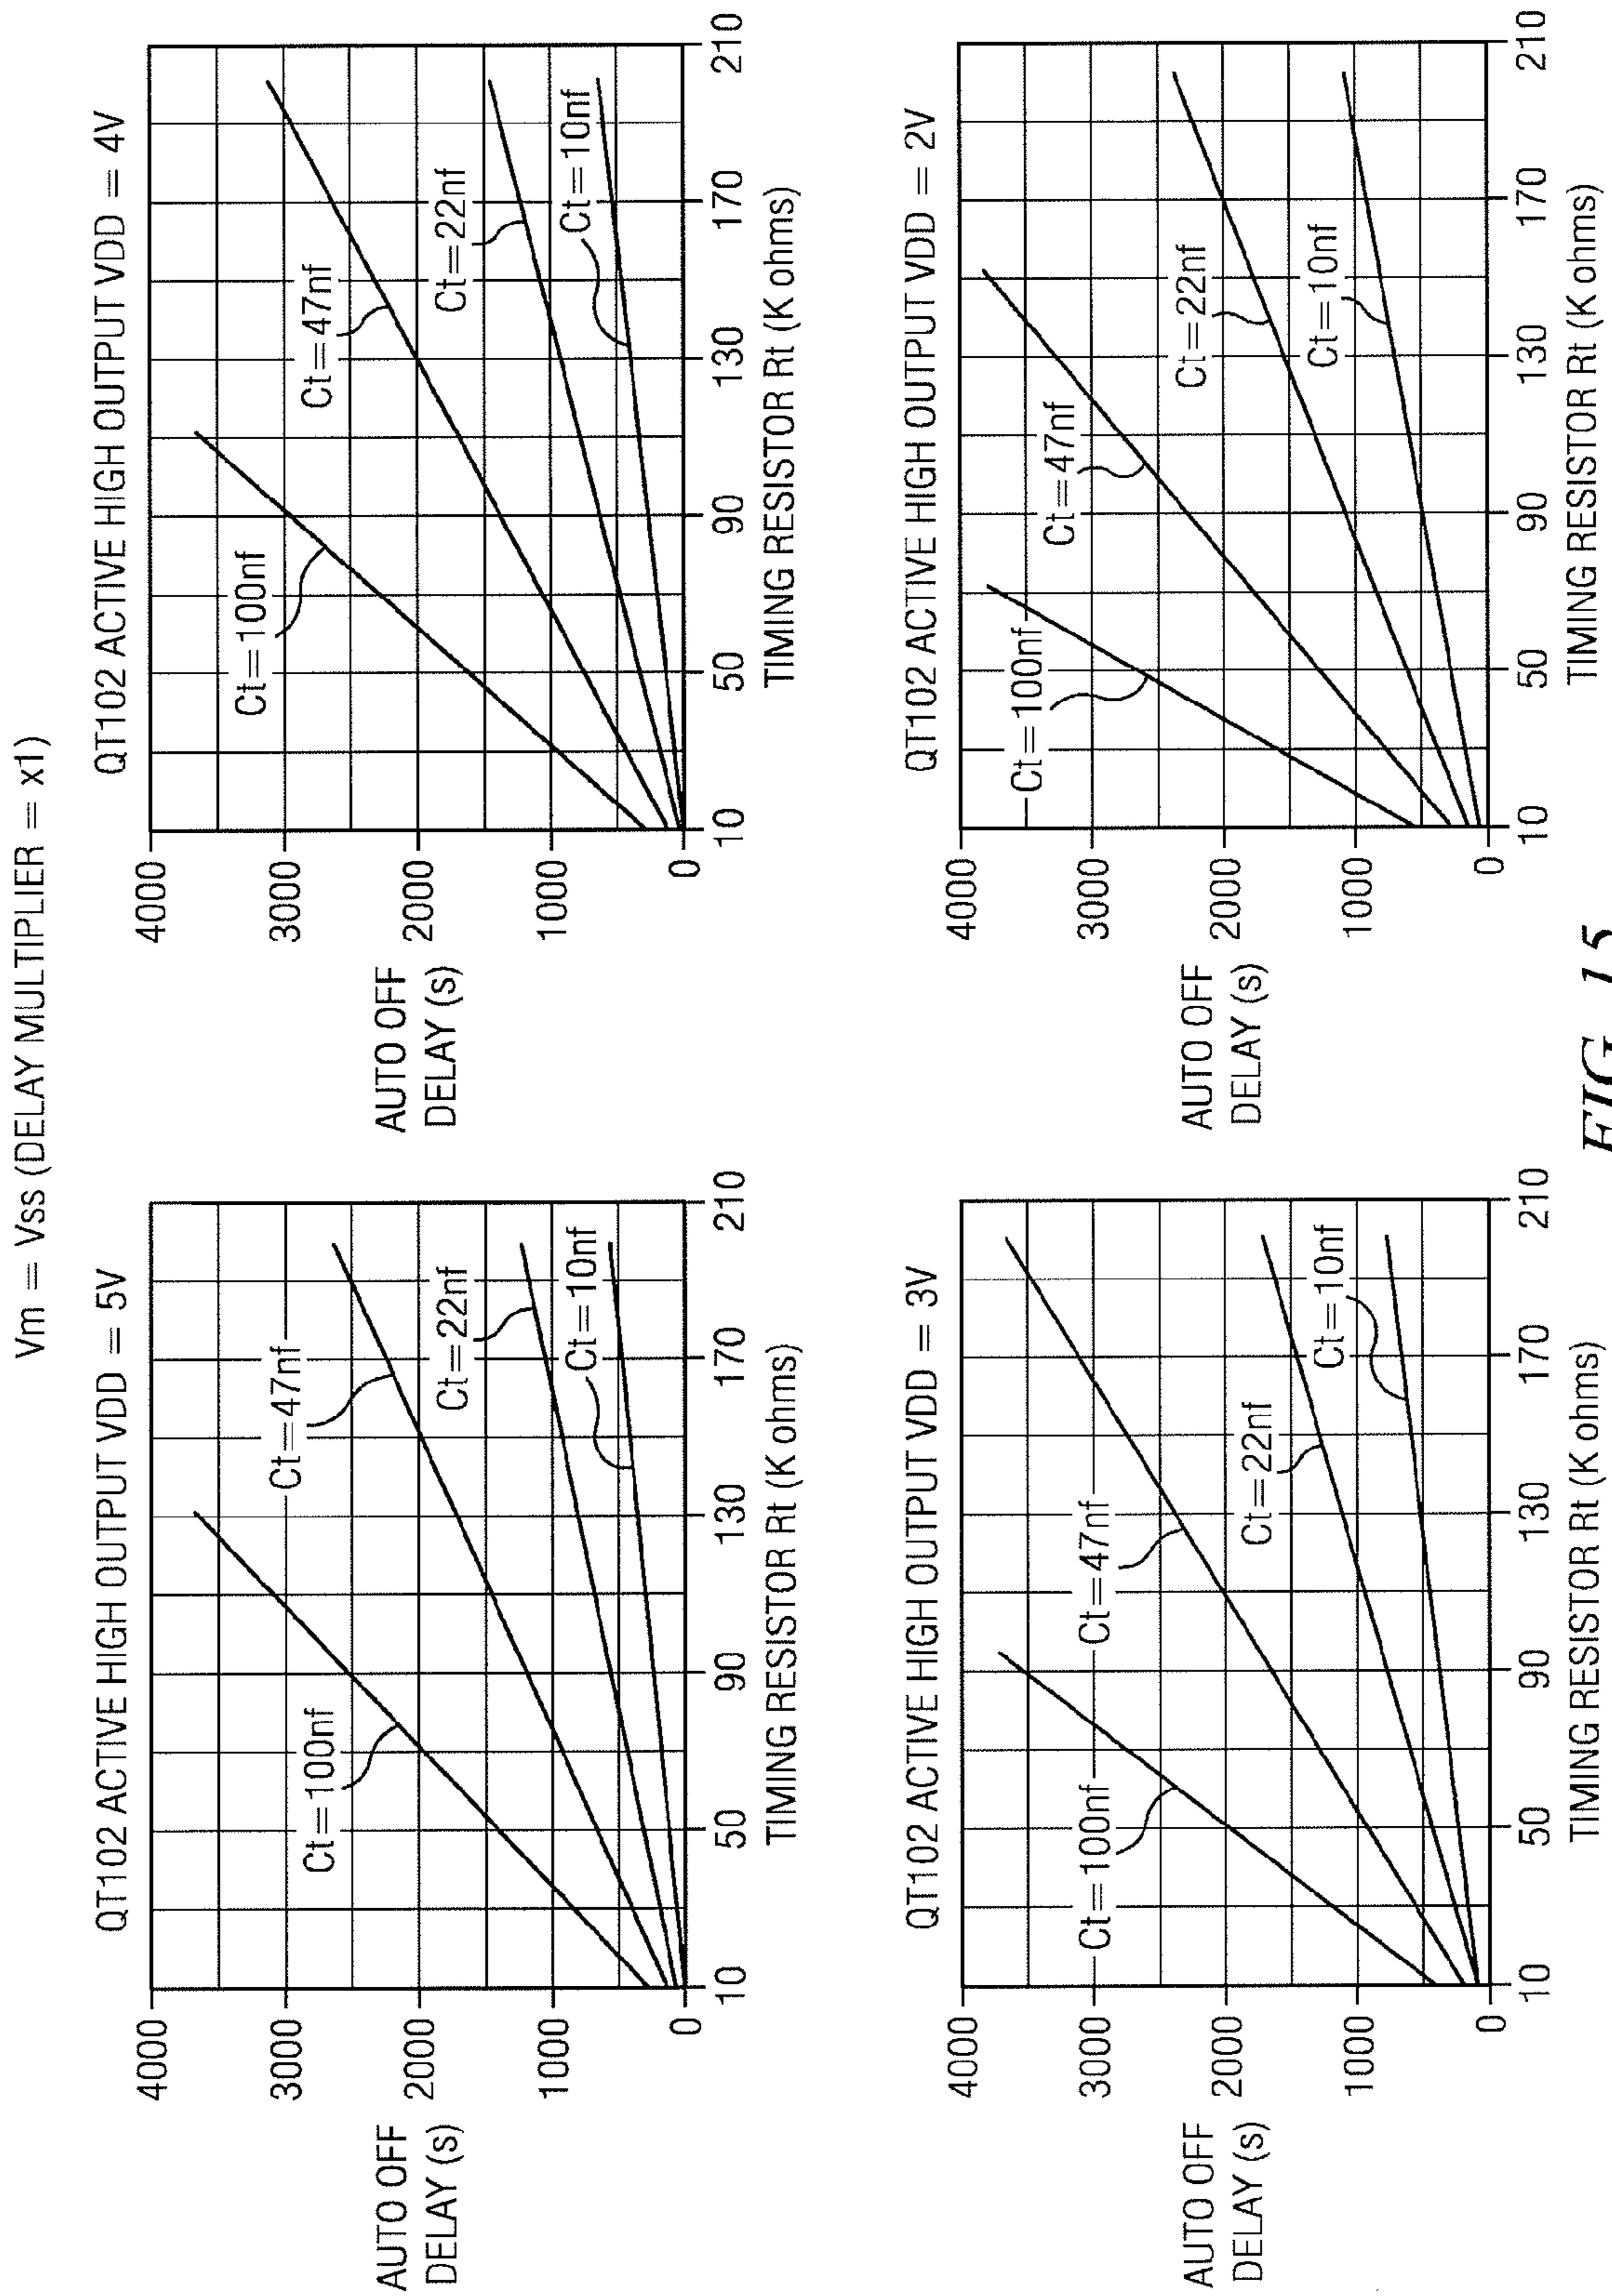 Vm = Vss (DELAY MULTIPLIER = x1)
QT102 ACTIVE HIGH OUTPUT VDD = 5V
AUTO OFF
DELAY (s)
4000
3000
2000
1000
0
Ct=100nf
Ct=47nf
Ct=22nf
Ct=10nf
10
50
90
130
170
210
TIMING RESISTOR Rt (K ohms)
QT102 ACTIVE HIGH OUTPUT VDD = 4V
AUTO OFF
DELAY (s)
4000
3000
2000
1000
0
Ct=100nf
Ct=47nf
Ct=22nf
Ct=10nf
10
50
90
130
170
210
TIMING RESISTOR Rt (K ohms)
QT102 ACTIVE HIGH OUTPUT VDD = 3V
AUTO OFF
DELAY (s)
4000
3000
2000
1000
0
Ct=100nf
Ct=47nf
Ct=22nf
Ct=10nf
10
50
90
130
170
210
TIMING RESISTOR Rt (K ohms)
QT102 ACTIVE HIGH OUTPUT VDD = 2V
AUTO OFF
DELAY (s)
4000
3000
2000
1000
0
Ct=100nf
Ct=47nf
Ct=22nf
Ct=10nf
10
50
90
130
170
210
TIMING RESISTOR Rt (K ohms)
FIG. 15